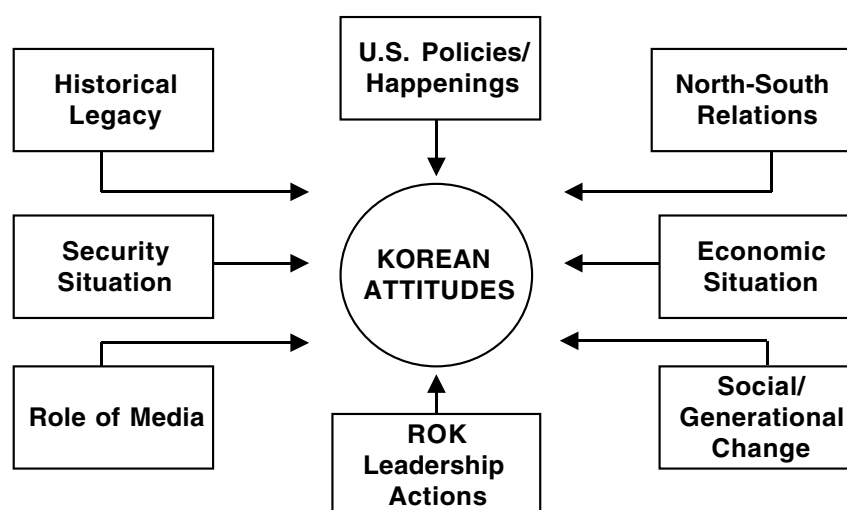 Historical
Legacy
U.S. Policies/
Happenings
North-South
Relations
Security
Situation
KOREAN
ATTITUDES
Economic
Situation
Role of Media
ROK
Leadership
Actions
Social/
Generational
Change